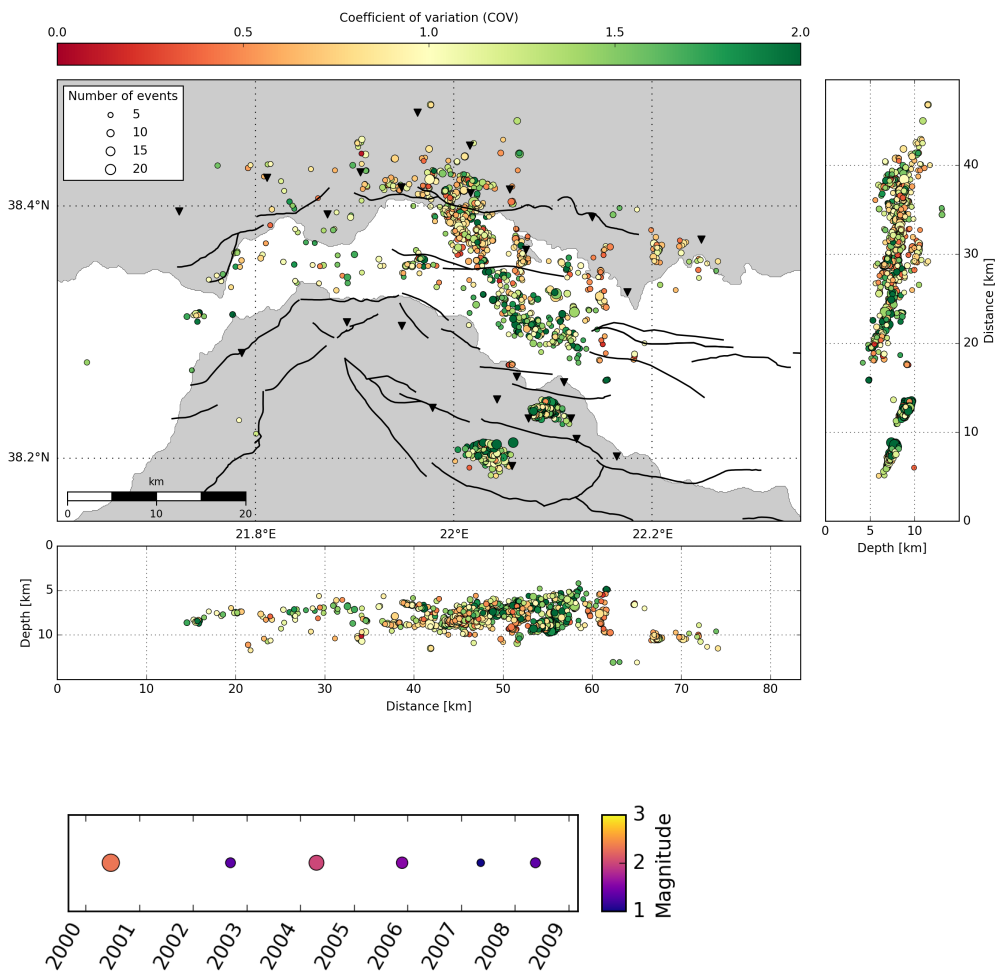 Coefficient of variation (COV)
0.0 0.5 1.0 1.5 2.0
Number of events
5
10
15
20
38.4°N
38.2°N
km
0 10 20
21.8°E 22°E 22.2°E
40
30
20
10
0
Distance [km]
0 5 10
Depth [km]
0
5
10
Depth [km]
0 10 20 30 40 50 60 70 80
Distance [km]
3
2
1
Magnitude
2000 2001 2002 2003 2004 2005 2006 2007 2008 2009